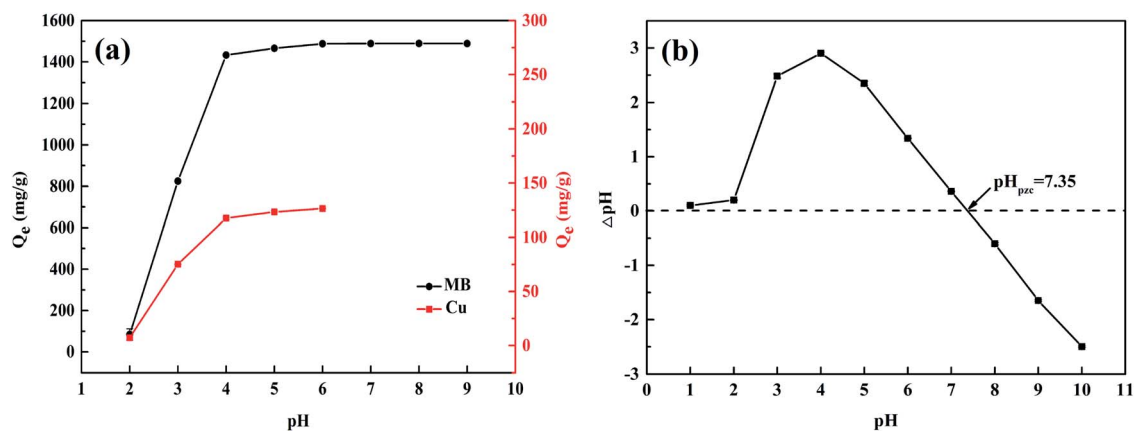 (a)
1600
1400
1200
1000
800
600
400
200
0
Qe (mg/g)
300
250
200
150
100
50
0
Qe (mg/g)
MB
Cu
1 2 3 4 5 6 7 8 9 10
pH
(b)
3
2
1
0
-1
-2
-3
△pH
pHpzc=7.35
0 1 2 3 4 5 6 7 8 9 10 11
pH